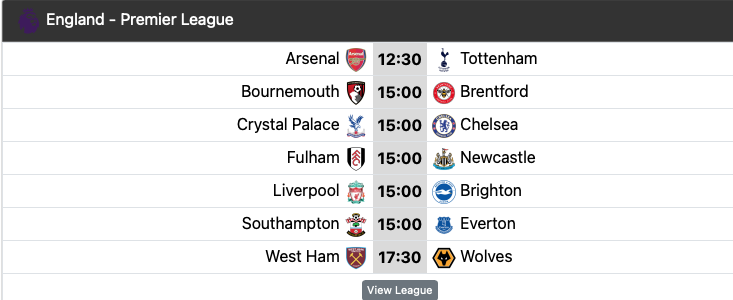 England - Premier League
Arsenal 12:30 Tottenham
Bournemouth 15:00 Brentford
Crystal Palace 15:00 Chelsea
Fulham 15:00 Newcastle
Liverpool 15:00 Brighton
Southampton 15:00 Everton
West Ham 17:30 Wolves
View League